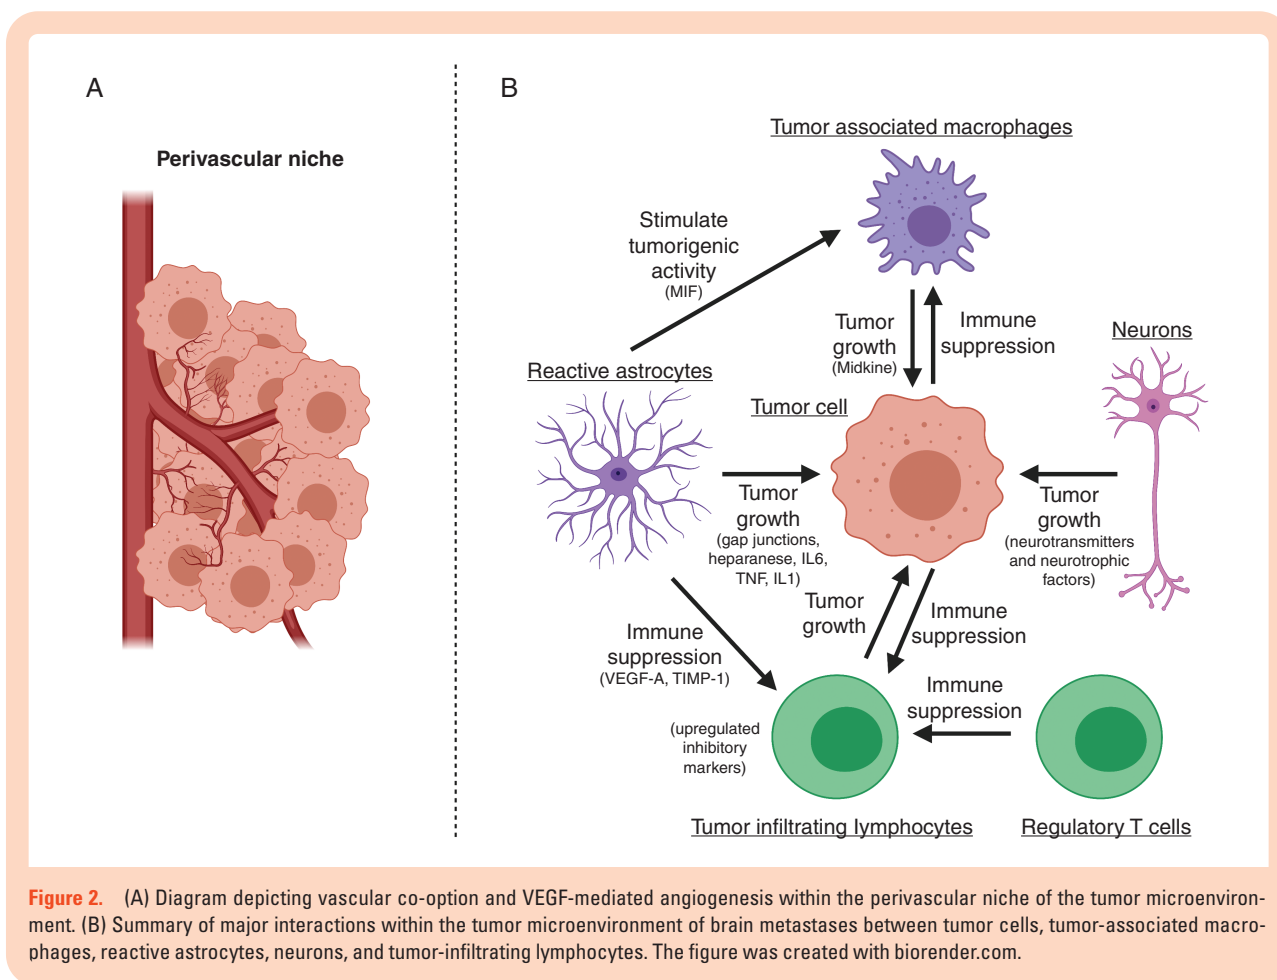 A
Perivascular niche
B
Tumor associated macrophages
Stimulate
tumorigenic
activity
(MIF)
Tumor
growth
(Midkine)
Immune
suppression
Neurons
Reactive astrocytes
Tumor cell
Tumor
growth
(gap junctions,
heparanese, IL6,
TNF, IL1)
Tumor
growth
(neurotransmitters
and neurotrophic
factors)
Tumor
growth
Immune
suppression
Immune
suppression
(VEGF-A, TIMP-1)
Immune
suppression
(upregulated
inhibitory
markers)
Tumor infiltrating lymphocytes
Regulatory T cells
Figure 2. (A) Diagram depicting vascular co-option and VEGF-mediated angiogenesis within the perivascular niche of the tumor microenviron-
ment. (B) Summary of major interactions within the tumor microenvironment of brain metastases between tumor cells, tumor-associated macro-
phages, reactive astrocytes, neurons, and tumor-infiltrating lymphocytes. The figure was created with biorender.com.